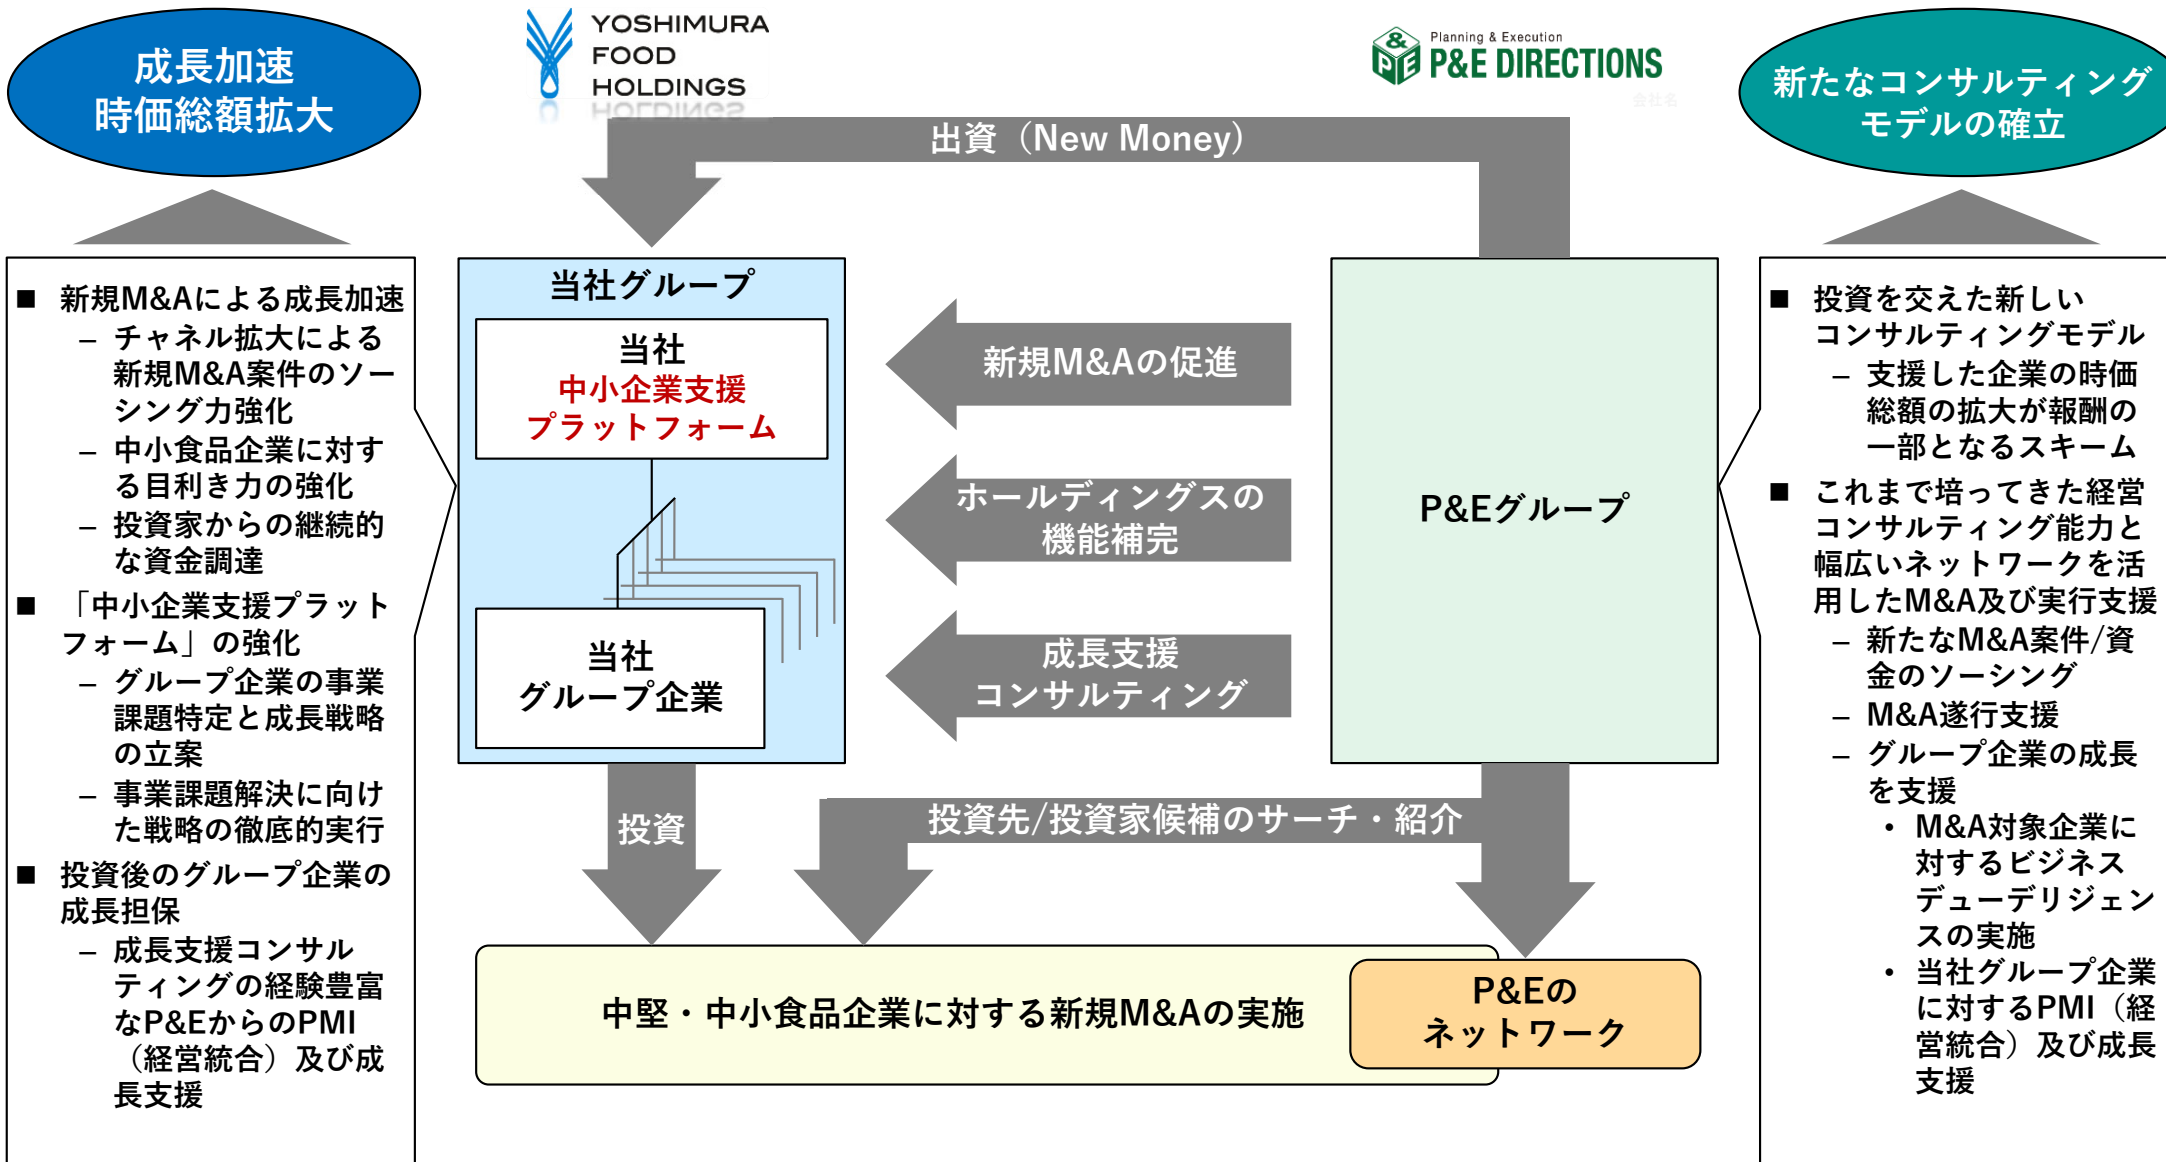 成長加速
時価総額拡大
YOSHIMURA
FOOD
HOLDINGS
Planning & Execution
P&E DIRECTIONS
会社名
新たなコンサルティング
モデルの確立
出資（New Money）
■ 新規M&Aによる成長加速
– チャネル拡大による
新規M&A案件のソー
シング力強化
– 中小食品企業に対す
る目利き力の強化
– 投資家からの継続的
な資金調達
■ 「中小企業支援プラット
フォーム」の強化
– グループ企業の事業
課題特定と成長戦略
の立案
– 事業課題解決に向け
た戦略の徹底的実行
■ 投資後のグループ企業の
成長担保
– 成長支援コンサル
ティングの経験豊富
なP&EからのPMI
（経営統合）及び成
長支援
当社グループ
当社
中小企業支援
プラットフォーム
当社
グループ企業
新規M&Aの促進
ホールディングスの
機能補完
成長支援
コンサルティング
P&Eグループ
投資
投資先/投資家候補のサーチ・紹介
中堅・中小食品企業に対する新規M&Aの実施
P&Eの
ネットワーク
■ 投資を交えた新しい
コンサルティングモデル
– 支援した企業の時価
総額の拡大が報酬の
一部となるスキーム
■ これまで培ってきた経営
コンサルティング能力と
幅広いネットワークを活
用したM&A及び実行支援
– 新たなM&A案件/資
金のソーシング
– M&A遂行支援
– グループ企業の成長
を支援
• M&A対象企業に
対するビジネス
デューデリジェン
スの実施
• 当社グループ企業
に対するPMI（経
営統合）及び成長
支援